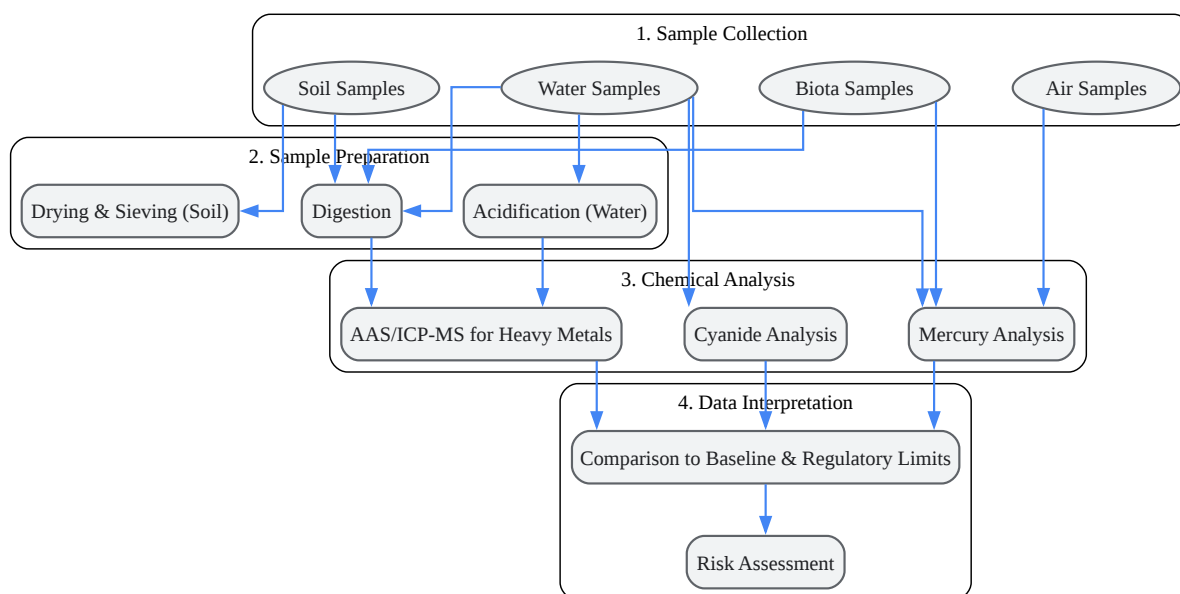 1. Sample Collection
Soil Samples
Water Samples
Biota Samples
Air Samples
2. Sample Preparation
Drying & Sieving (Soil)
Digestion
Acidification (Water)
3. Chemical Analysis
AAS/ICP-MS for Heavy Metals
Cyanide Analysis
Mercury Analysis
4. Data Interpretation
Comparison to Baseline & Regulatory Limits
Risk Assessment